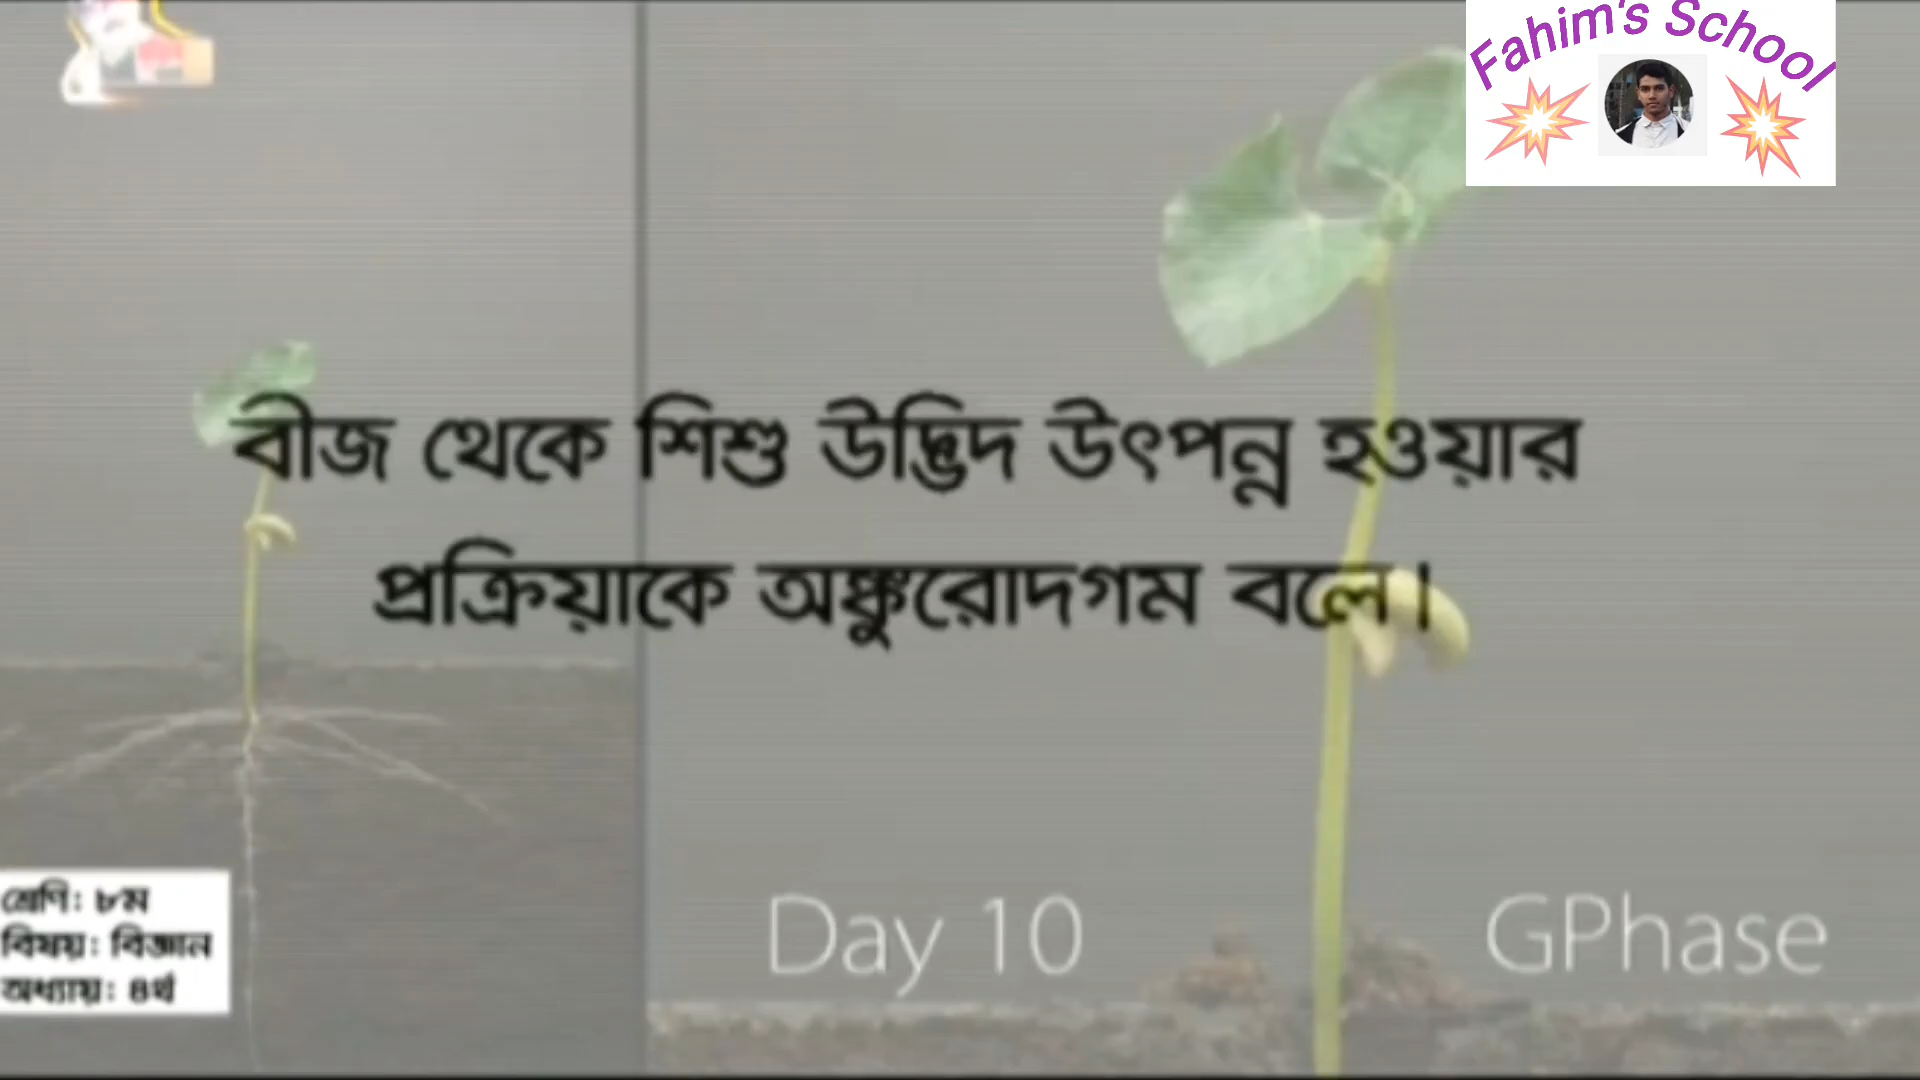 Fahim's School
বীজ থেকে শিশু উদ্ভিদ উৎপন্ন হওয়ার
প্রক্রিয়াকে অঙ্কুরোদগম বলে।
Day 10
GPhase
শ্রেণি: ৮ম
বিষয়: বিজ্ঞান
অধ্যায়: ৪র্থ